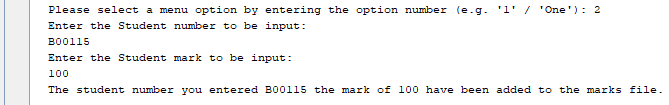 Please select a menu option by entering the option number (e.g. '1' / 'One'): 2
Enter the Student number to be input:
B00115
Enter the Student mark to be input:
100
The student number you entered B00115 the mark of 100 have been added to the marks file.